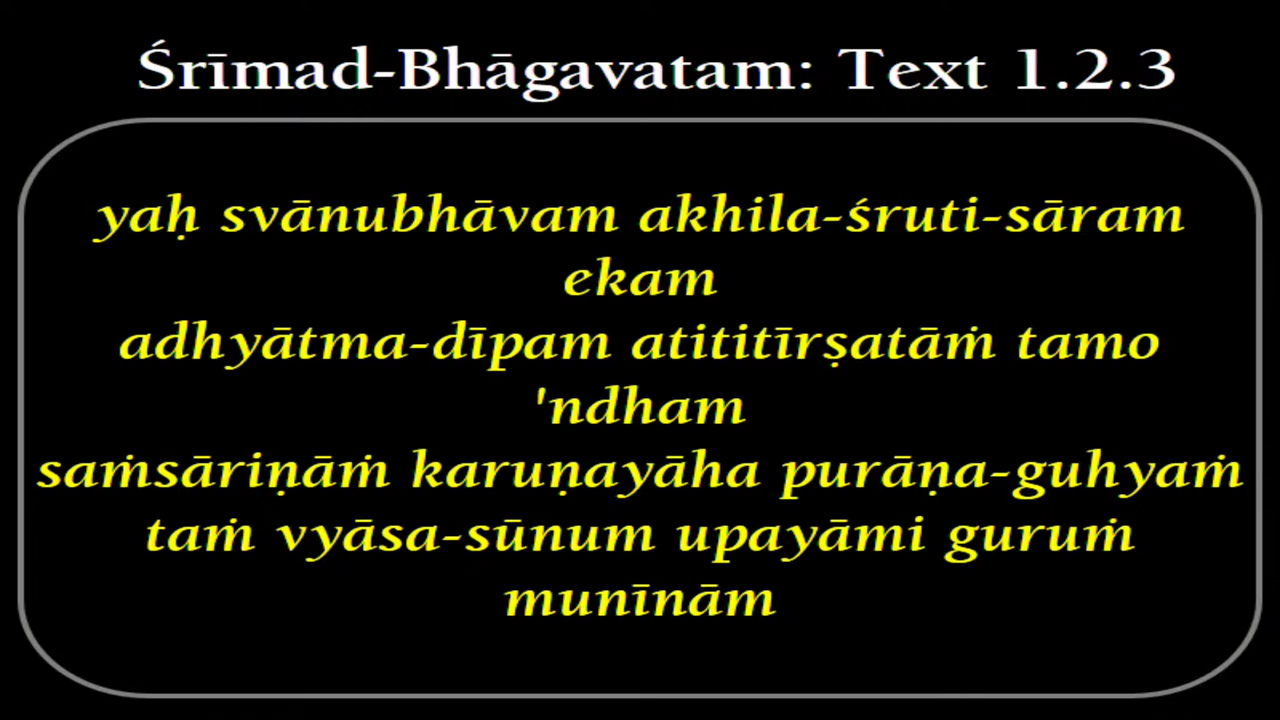 Śrīmad-Bhāgavatam: Text 1.2.3
yaḥ svānubhāvam akhila-śruti-sāram
ekam
adhyātma-dīpam atititīrṣatāṁ tamo
'ndham
saṁsāriṇāṁ karuṇayāha purāṇa-guhyaṁ
taṁ vyāsa-sūnum upayāmi guruṁ
munīnām